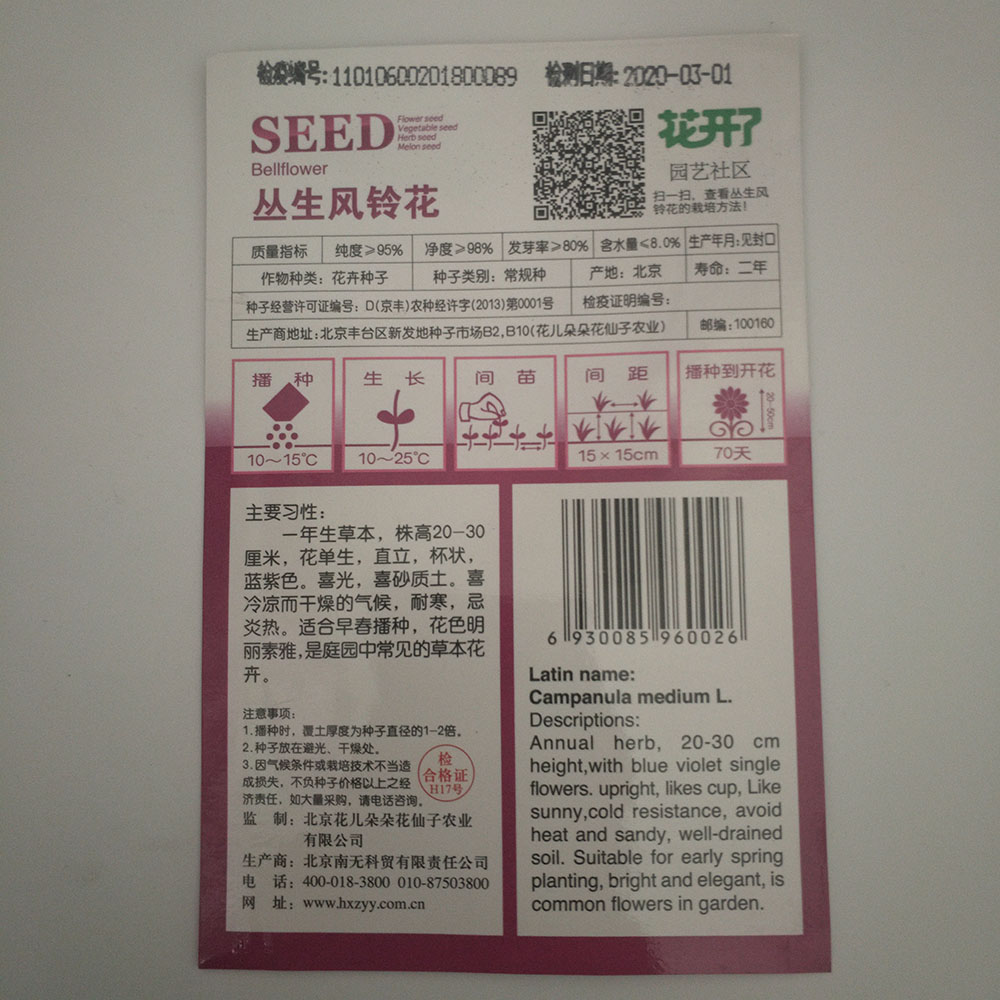 检疫编号:11010600201800089 检测日期:2020-03-01
SEED
Flower seed
Vegetable seed
Herb seed
Melon seed
Bellflower
丛生风铃花
花开了
园艺社区
扫一扫，查看丛生风
铃花的栽培方法!
质量指标 纯度≥95% 净度≥98% 发芽率≥80% 含水量≤8.0% 生产年月:见封口
作物种类：花卉种子 种子类别：常规种 产地：北京 寿命：二年
种子经营许可证编号：D(京丰)农种经许字(2013)第0001号 检疫证明编号：
生产商地址:北京丰台区新发地种子市场B2,B10(花儿朵朵花仙子农业) 邮编:100160
播 种
10～15℃
生 长
10～25℃
间 苗
间 距
15×15cm
播种到开花
20-50cm
70天
主要习性：
一年生草本，株高20-30
厘米，花单生，直立，杯状，
蓝紫色。喜光，喜砂质土。喜
冷凉而干燥的气候，耐寒，忌
炎热。适合早春播种，花色明
丽素雅,是庭园中常见的草本花
卉。
注意事项：
1.播种时，覆土厚度为种子直径的1-2倍。
2.种子放在避光、干燥处。
3.因气候条件或栽培技术不当造
成损失，不负种子价格以上之经
济责任，如大量采购，请电话咨询。
检
合格证
H17号
监 制：北京花儿朵朵花仙子农业
有限公司
生产商：北京南无科贸有限责任公司
电 话：400-018-3800 010-87503800
网 址：www.hxzyy.com.cn
6 930085 960026
Latin name:
Campanula medium L.
Descriptions:
Annual herb, 20-30 cm
height,with blue violet single
flowers. upright, likes cup, Like
sunny,cold resistance, avoid
heat and sandy, well-drained
soil. Suitable for early spring
planting, bright and elegant, is
common flowers in garden.